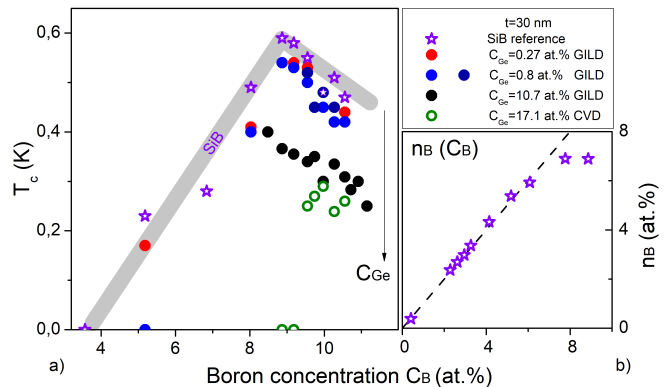 t=30 nm
SiB reference
C_Ge=0.27 at.% GILD
C_Ge=0.8 at.% GILD
C_Ge=10.7 at.% GILD
C_Ge=17.1 at.% CVD
T_c (K)
0,6
0,4
0,2
0,0
SiB
C_Ge
4
6
8
10
a)
n_B (C_B)
n_B (at.%)
8
4
0
0
4
8
b)
Boron concentration C_B (at.%)